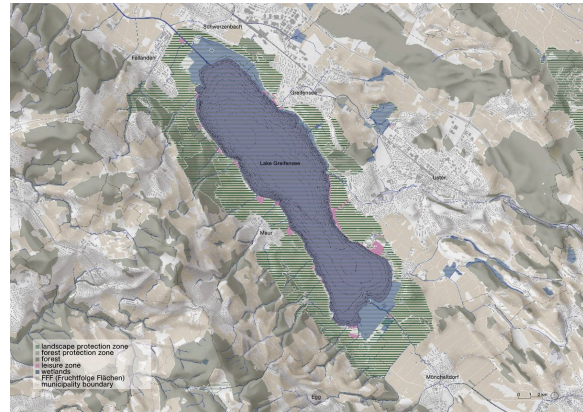 Schwerzenbach
Fällanden
Greifensee
Lake Greifensee
Uster
Maur
Mönchaltdorf
Egg
landscape protection zone
forest protection zone
forest
leisure zone
wetlands
FFF (Fruchtfolge Flächen)
municipality boundary
0 1 2 km